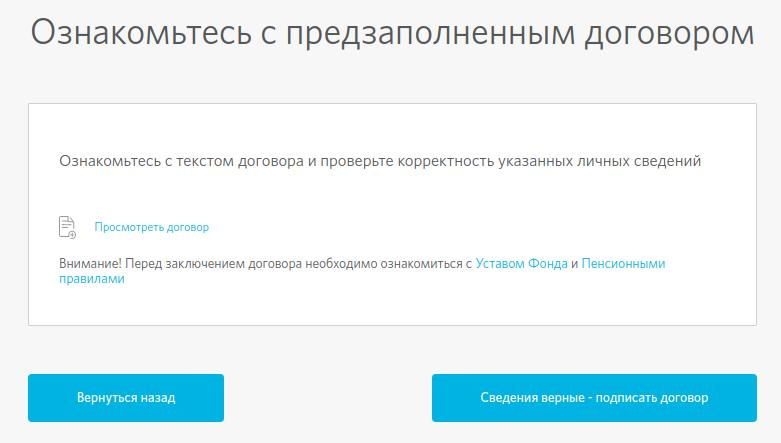 Ознакомьтесь с предзаполненным договором
Ознакомьтесь с текстом договора и проверьте корректность указанных личных сведений
Просмотреть договор
Внимание! Перед заключением договора необходимо ознакомиться с Уставом Фонда и Пенсионными
правилами
Вернуться назад
Сведения верные - подписать договор